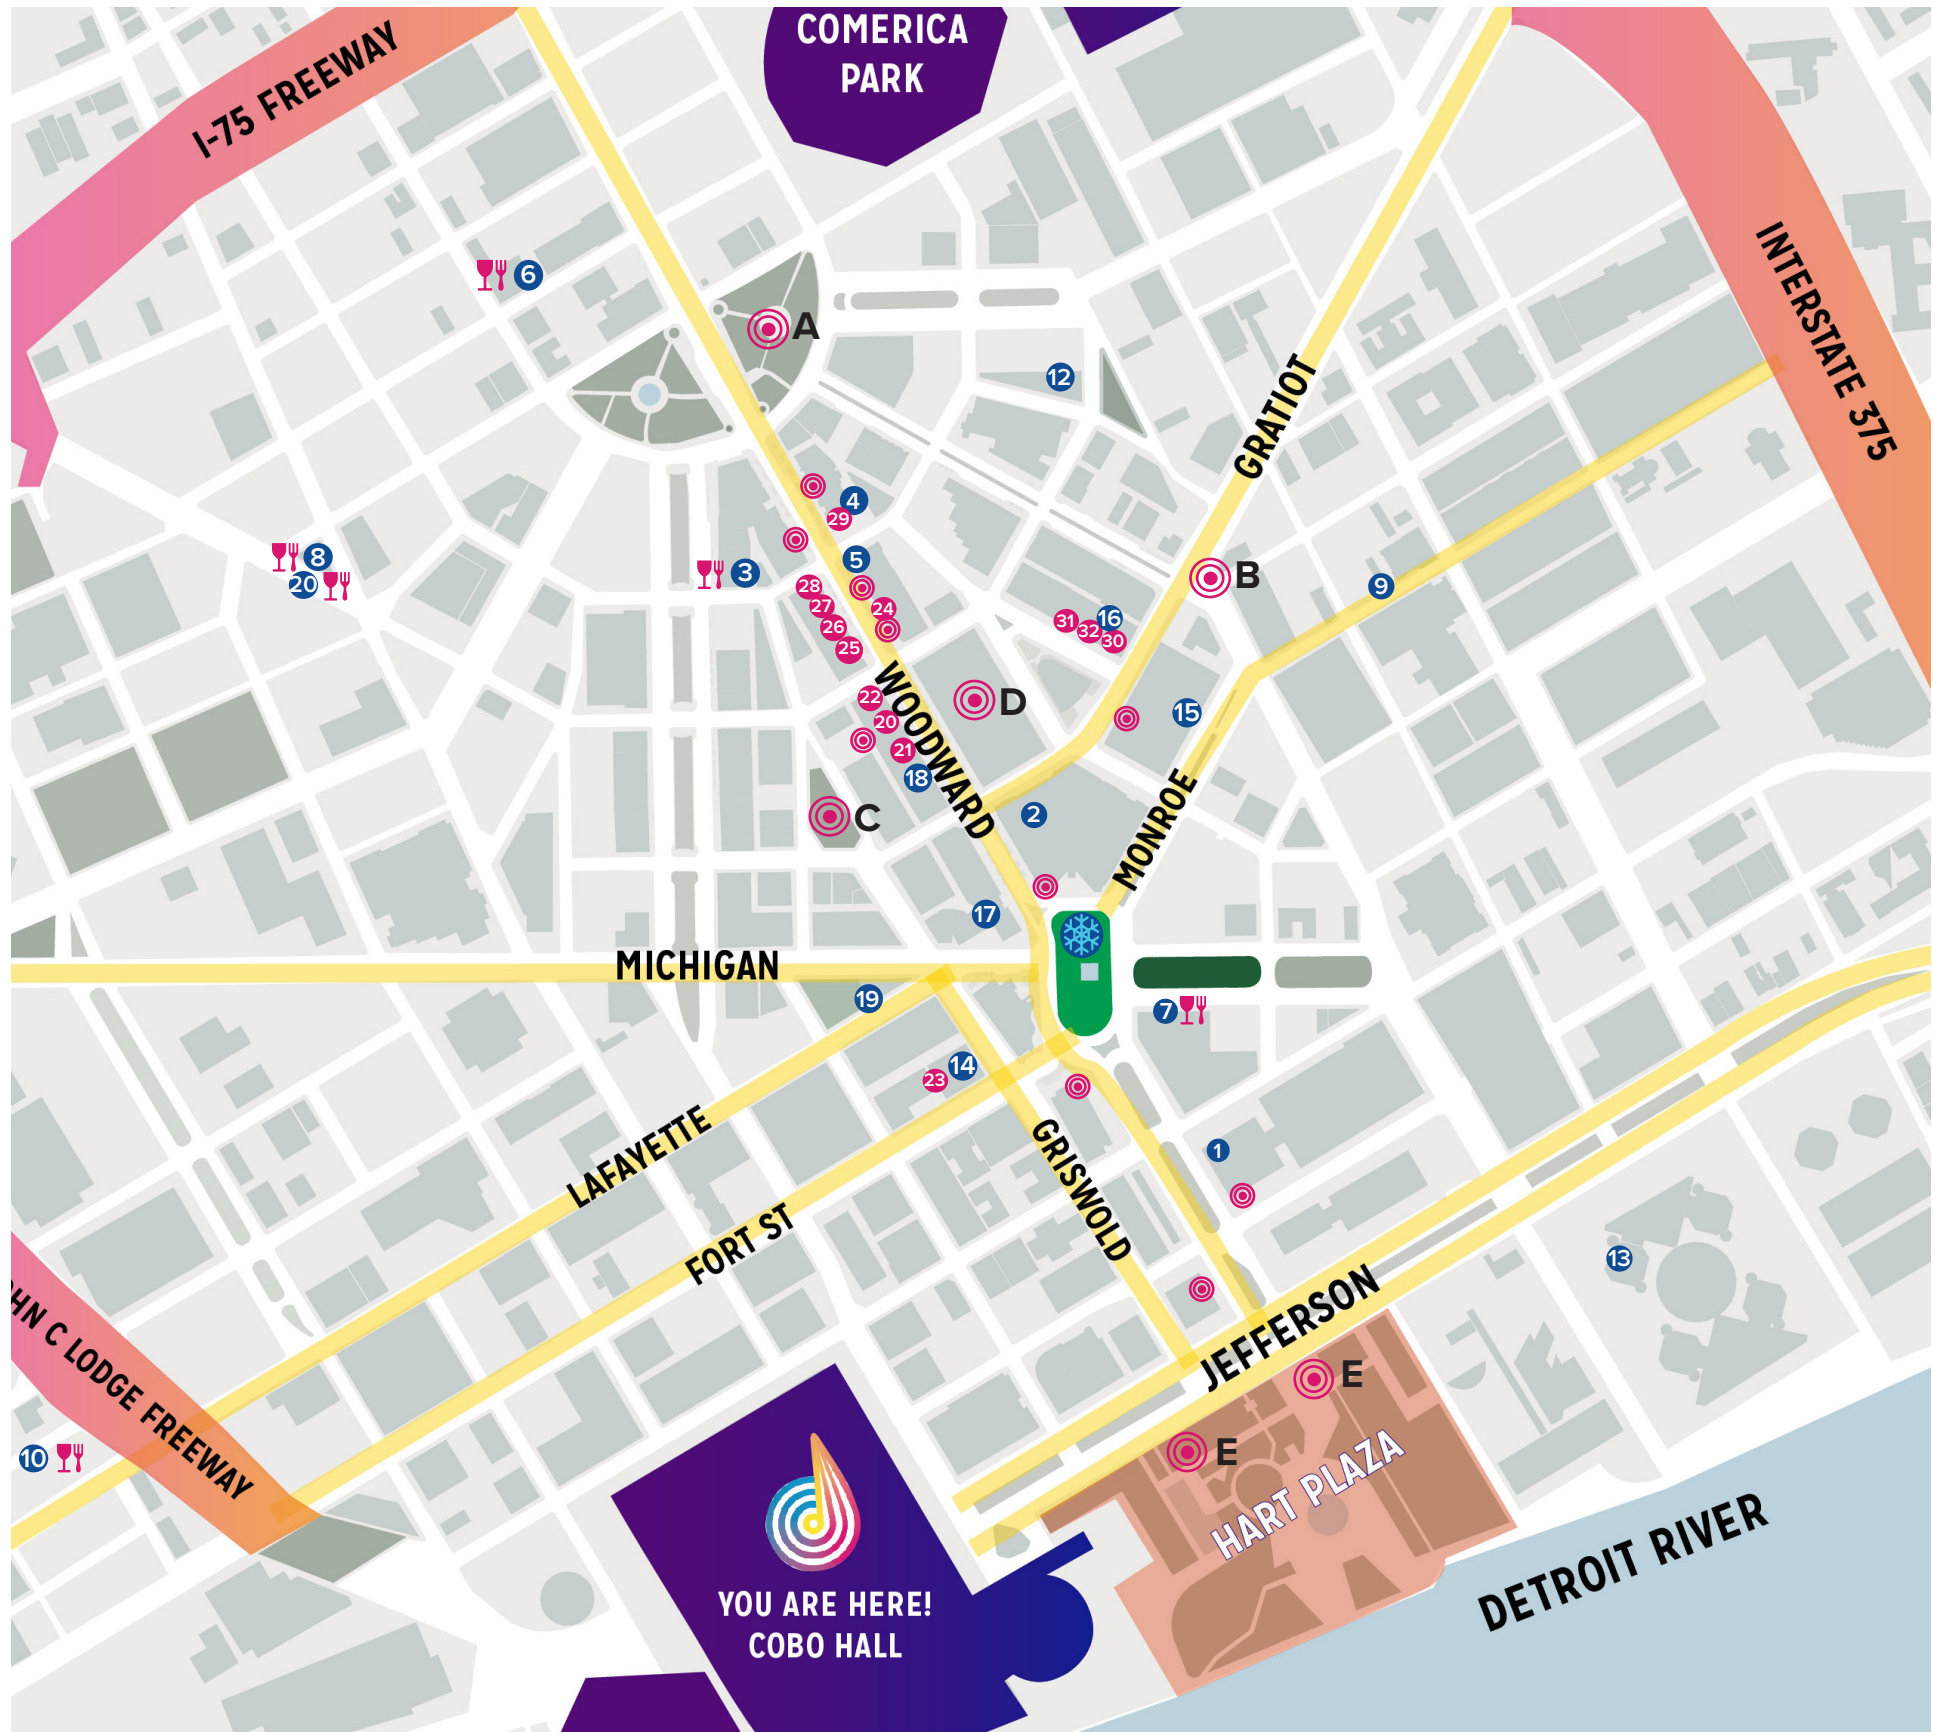 COMERICA
PARK
I-75 FREEWAY
INTERSTATE 375
6
A
12
GRATIOT
4
29
8
20
3
5
28
27
26
25
24
B
9
31
32
16
30
WOODWARD
22
20
21
18
D
15
C
2
MONROE
17
MICHIGAN
19
7
14
23
LAFAYETTE
GRISWOLD
1
FORT ST
13
HN C LODGE FREEWAY
JEFFERSON
E
E
10
HART PLAZA
DETROIT RIVER
YOU ARE HERE!
COBO HALL